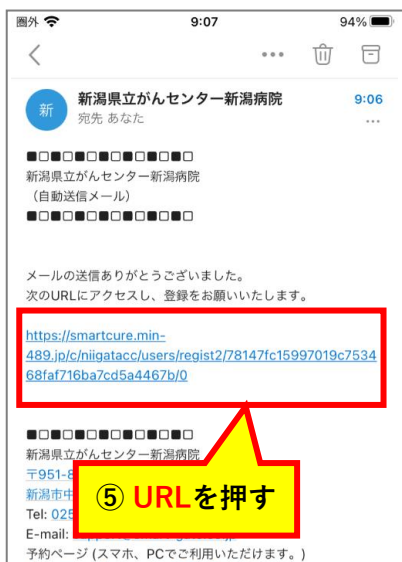 圏外 9:07 94%
新 新潟県立がんセンター新潟病院 9:06
宛先 あなた
■□■□■□■□■□■□■□
新潟県立がんセンター新潟病院
（自動送信メール）
■□■□■□■□■□■□■□
メールの送信ありがとうございました。
次のURLにアクセスし、登録をお願いいたします。
https://smartcure.min-
489.jp/c/niigatacc/users/regist2/78147fc15997019c7534
68faf716ba7cd5a4467b/0
■□■□■□■□■□■□■□
新潟県立がんセンター新潟病院
〒951-8
新潟市中
Tel: 025
E-mail:
⑤ URLを押す
予約ページ (スマホ、PCでご利用いただけます。)